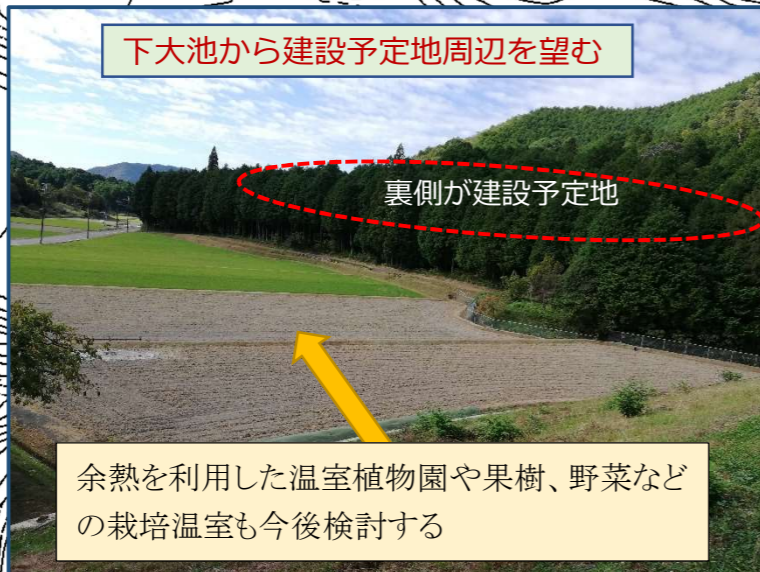 下大池から建設予定地周辺を望む
裏側が建設予定地
余熱を利用した温室植物園や果樹、野菜など
の栽培温室も今後検討する